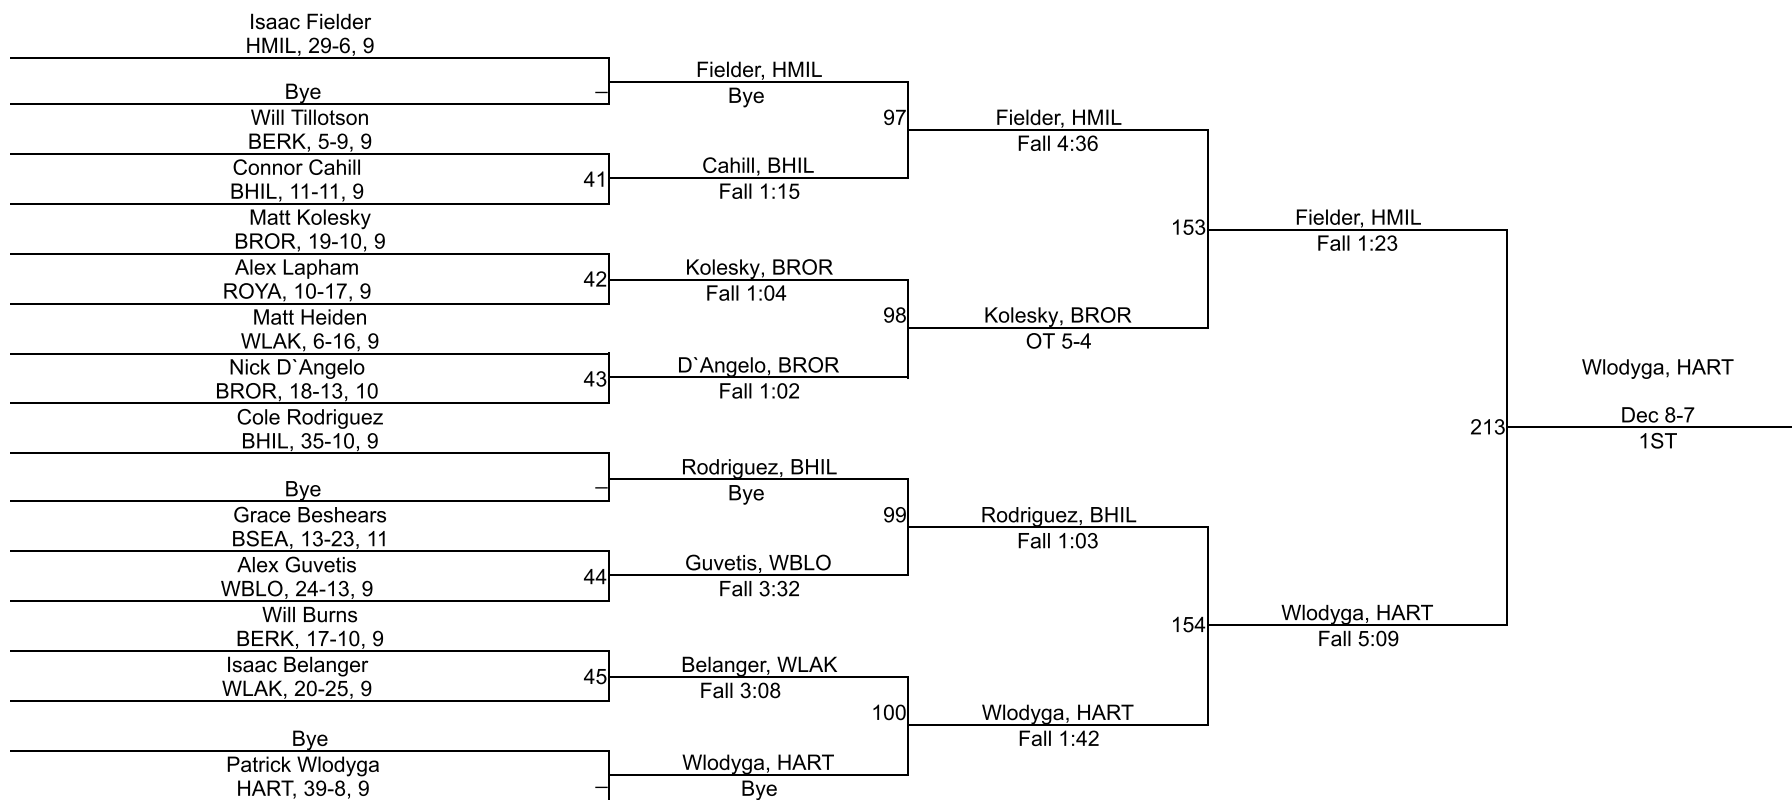 Isaac Fielder
HMIL, 29-6, 9
Bye
Will Tillotson
BERK, 5-9, 9
Connor Cahill
BHIL, 11-11, 9
Matt Kolesky
BROR, 19-10, 9
Alex Lapham
ROYA, 10-17, 9
Matt Heiden
WLAK, 6-16, 9
Nick D`Angelo
BROR, 18-13, 10
Cole Rodriguez
BHIL, 35-10, 9
Bye
Grace Beshears
BSEA, 13-23, 11
Alex Guvetis
WBLO, 24-13, 9
Will Burns
BERK, 17-10, 9
Isaac Belanger
WLAK, 20-25, 9
Bye
Patrick Wlodyga
HART, 39-8, 9
–
41
42
43
–
44
45
–
Fielder, HMIL
Bye
Cahill, BHIL
Fall 1:15
Kolesky, BROR
Fall 1:04
D`Angelo, BROR
Fall 1:02
Rodriguez, BHIL
Bye
Guvetis, WBLO
Fall 3:32
Belanger, WLAK
Fall 3:08
Wlodyga, HART
Bye
97
98
99
100
Fielder, HMIL
Fall 4:36
Kolesky, BROR
OT 5-4
Rodriguez, BHIL
Fall 1:03
Wlodyga, HART
Fall 1:42
153
154
Fielder, HMIL
Fall 1:23
Wlodyga, HART
Fall 5:09
213
Wlodyga, HART
Dec 8-7
1ST